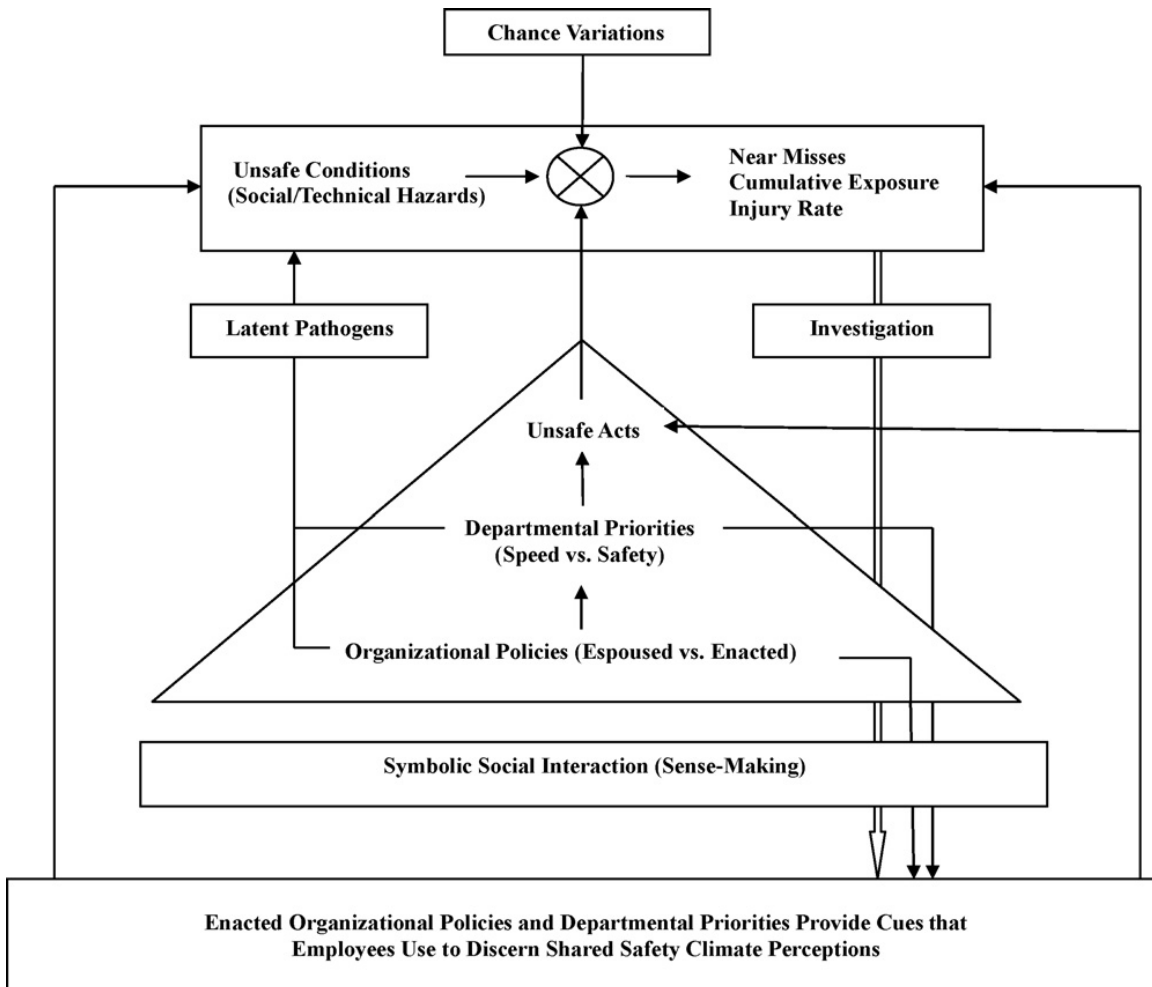 Chance Variations
Unsafe Conditions
(Social/Technical Hazards)
Near Misses
Cumulative Exposure
Injury Rate
Latent Pathogens
Investigation
Unsafe Acts
Departmental Priorities
(Speed vs. Safety)
Organizational Policies (Espoused vs. Enacted)
Symbolic Social Interaction (Sense-Making)
Enacted Organizational Policies and Departmental Priorities Provide Cues that
Employees Use to Discern Shared Safety Climate Perceptions